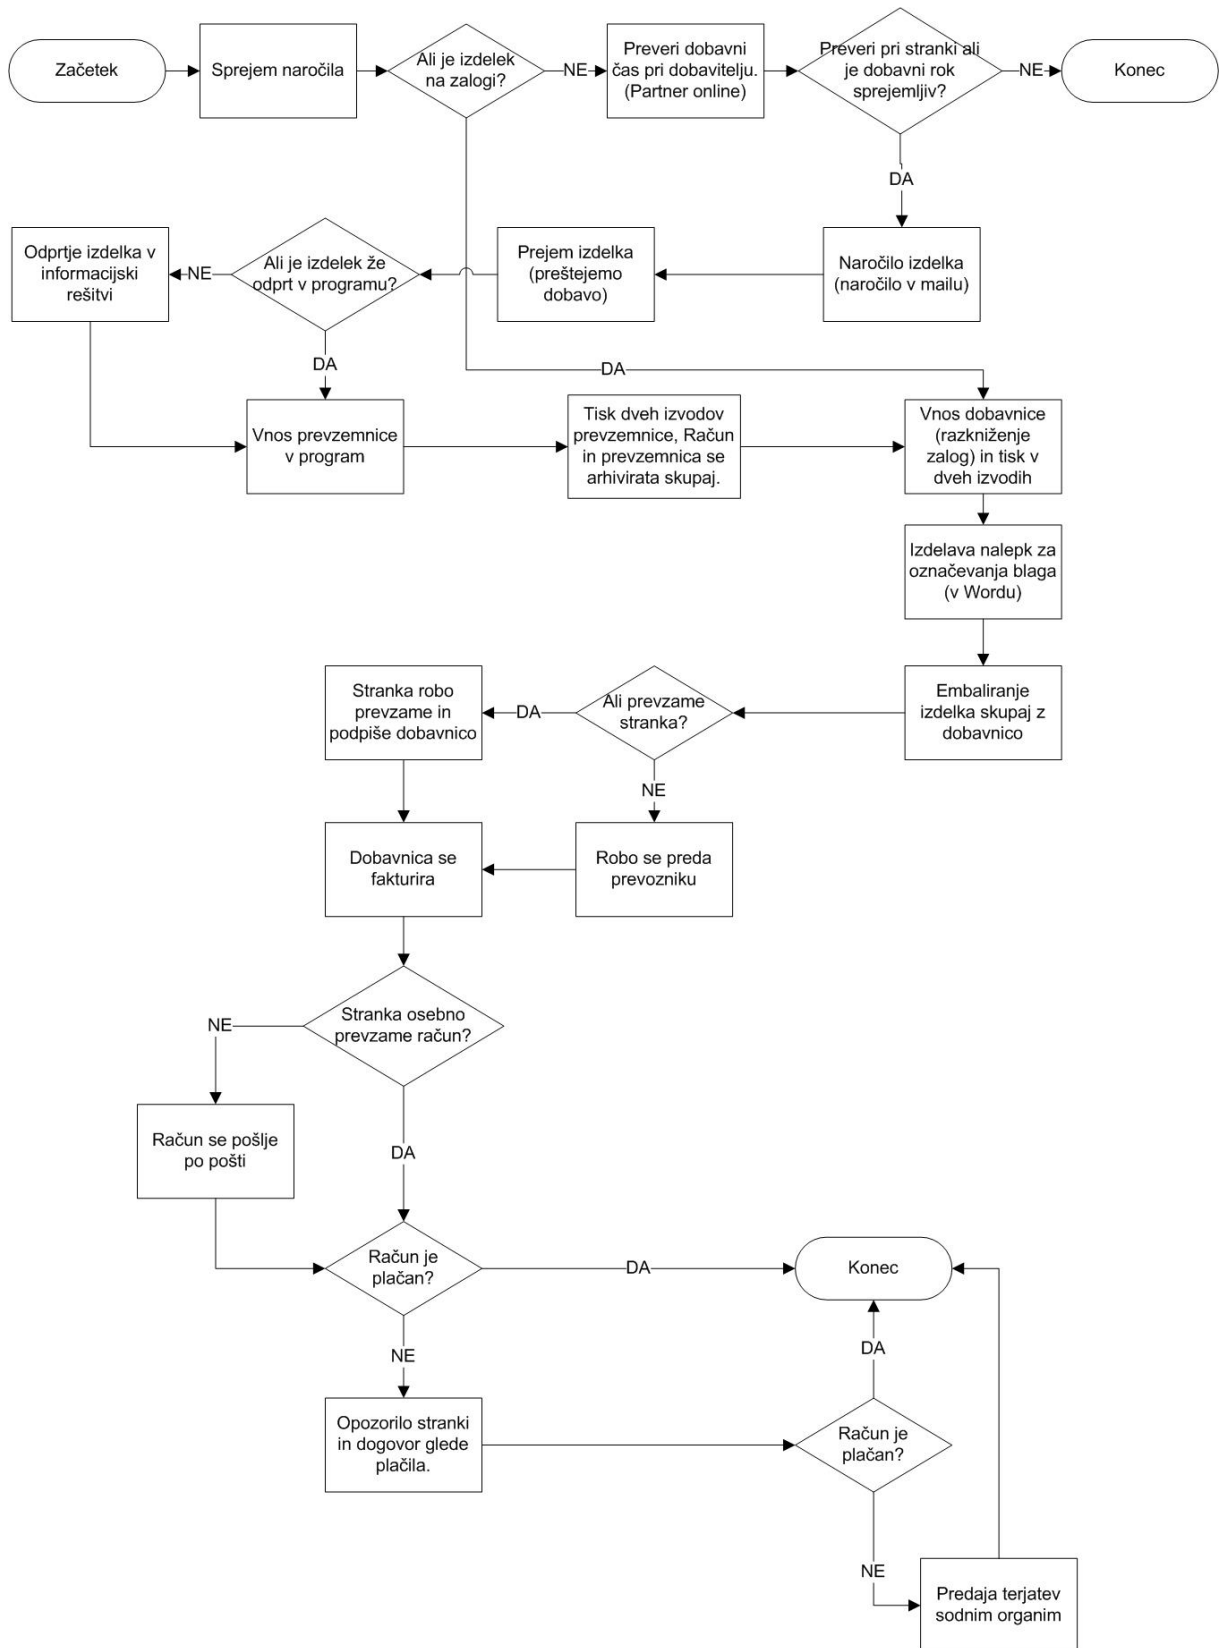 Začetek
Sprejem naročila
Ali je izdelek
na zalogi?
NE
Preveri dobavni
čas pri dobavitelju.
(Partner online)
Preveri pri stranki ali
je dobavni rok
sprejemljiv?
NE
Konec
DA
Odprtje izdelka v
informacijski
rešitvi
NE
Ali je izdelek že
odprt v programu?
Prejem izdelka
(preštejemo
dobavo)
Naročilo izdelka
(naročilo v mailu)
DA
DA
Vnos prevzemnice
v program
Tisk dveh izvodov
prevzemnice, Račun
in prevzemnica se
arhivirata skupaj.
Vnos dobavnice
(razkniženje
zalog) in tisk v
dveh izvodih
Izdelava nalepk za
označevanja blaga
(v Wordu)
Stranka robo
prevzame in
podpiše dobavnico
DA
Ali prevzame
stranka?
Embaliranje
izdelka skupaj z
dobavnico
NE
Dobavnica se
fakturira
Robo se preda
prevozniku
Stranka osebno
prevzame račun?
NE
Račun se pošlje
po pošti
DA
Račun je
plačan?
DA
Konec
NE
DA
Opozorilo stranki
in dogovor glede
plačila.
Račun je
plačan?
NE
Predaja terjatev
sodnim organim